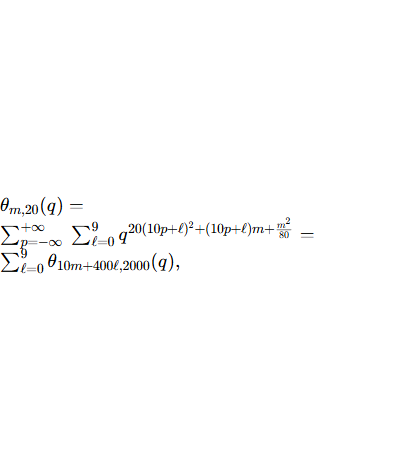 θ_{m,20}(q) =
∑_{p=−∞}^{+∞} ∑_{ℓ=0}^{9} q^{20(10p+ℓ)^2+(10p+ℓ)m+\frac{m^2}{80}} =
∑_{ℓ=0}^{9} θ_{10m+400ℓ,2000}(q),